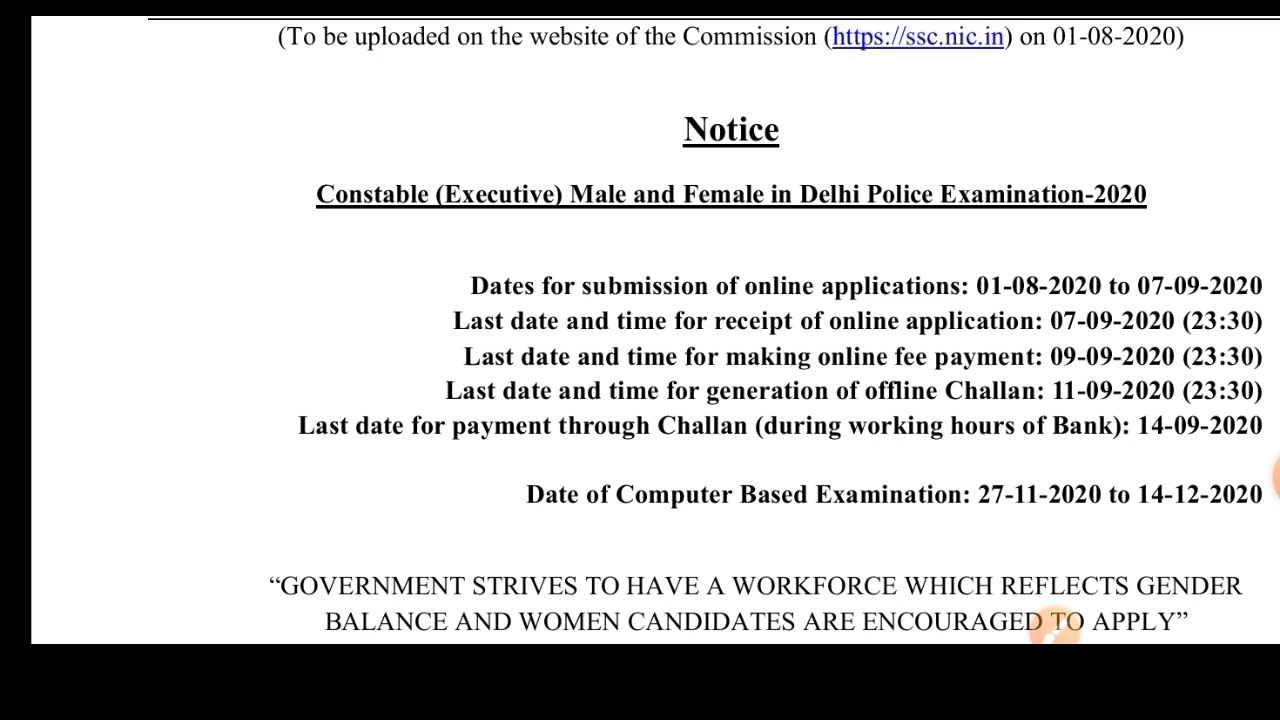 (To be uploaded on the website of the Commission (https://ssc.nic.in) on 01-08-2020)
Notice
Constable (Executive) Male and Female in Delhi Police Examination-2020
Dates for submission of online applications: 01-08-2020 to 07-09-2020
Last date and time for receipt of online application: 07-09-2020 (23:30)
Last date and time for making online fee payment: 09-09-2020 (23:30)
Last date and time for generation of offline Challan: 11-09-2020 (23:30)
Last date for payment through Challan (during working hours of Bank): 14-09-2020
Date of Computer Based Examination: 27-11-2020 to 14-12-2020
“GOVERNMENT STRIVES TO HAVE A WORKFORCE WHICH REFLECTS GENDER
BALANCE AND WOMEN CANDIDATES ARE ENCOURAGED TO APPLY”